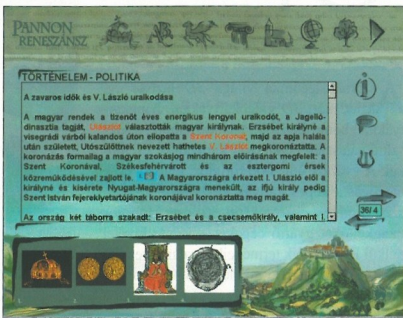 PANNON
RENESZÁNSZ
TÖRTÉNELEM - POLITIKA
A zavaros idők és V. László uralkodása
A magyar rendek a tizenöt éves energikus lengyel uralkodót, a Jagelló-
dinasztia tagját, Ulászlót választották magyar királynak. Erzsébet királyné a
visegrádi várból kalandos úton ellopatta a Szent Koronát, majd az apja halála
után született, Utószülöttnek nevezett hathetes V. Lászlót megkoronáztatta. A
koronázás formailag a magyar szokásjog mindhárom előírásának megfelelt: a
Szent Koronával, Székesfehérvárott és az esztergomi érsek
közreműködésével zajlott le. A Magyarországra érkezett I. Ulászló elől a
királyné és kísérete Nyugat-Magyarországra menekült, az ifjú király pedig
Szent István fejereklyetartójának koronájával koronáztatta meg magát.
Az ország két táborra szakadt: Erzsébet és a csecsemőkirály, valamint I.
36/4